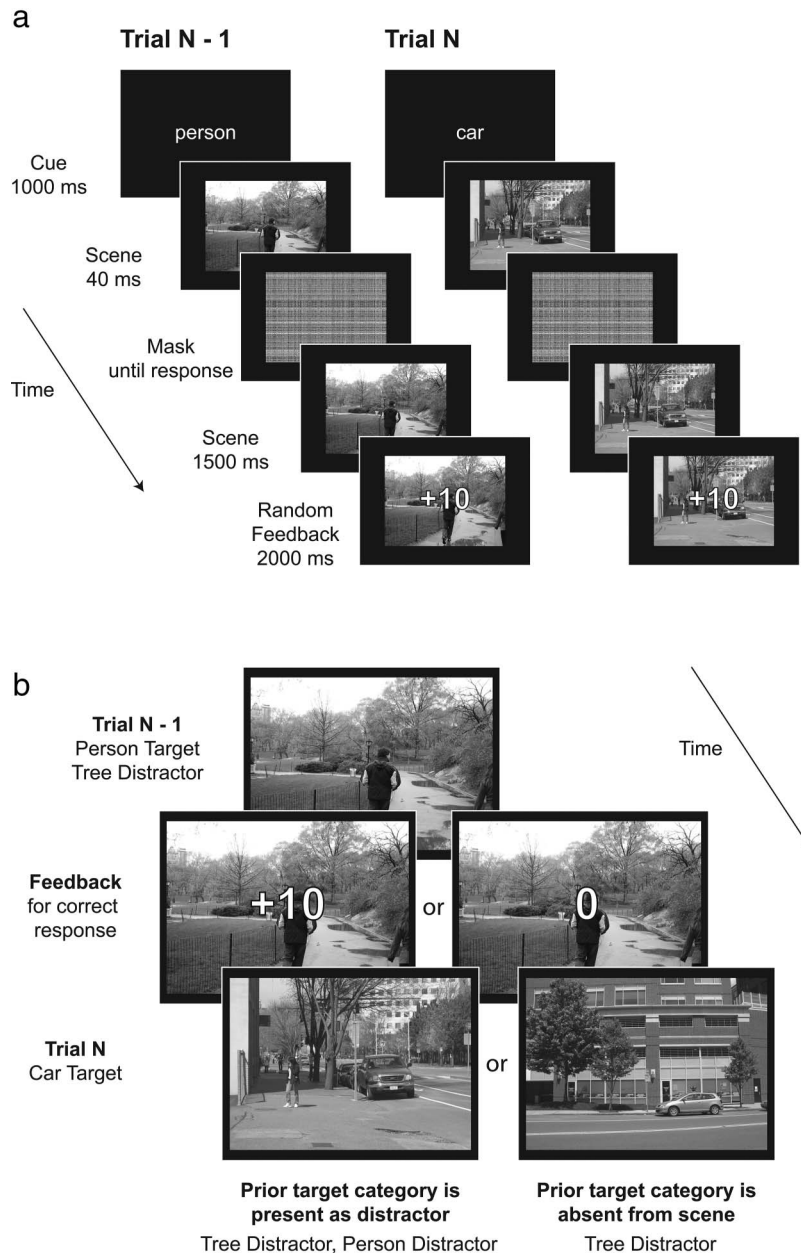 a
Trial N - 1
Trial N
person
car
Cue
1000 ms
Scene
40 ms
Mask
until response
Time
Scene
1500 ms
+10
+10
Random
Feedback
2000 ms
b
Trial N - 1
Person Target
Tree Distractor
Time
Feedback
for correct
response
+10
or
0
Trial N
Car Target
or
Prior target category is
present as distractor
Tree Distractor, Person Distractor
Prior target category is
absent from scene
Tree Distractor